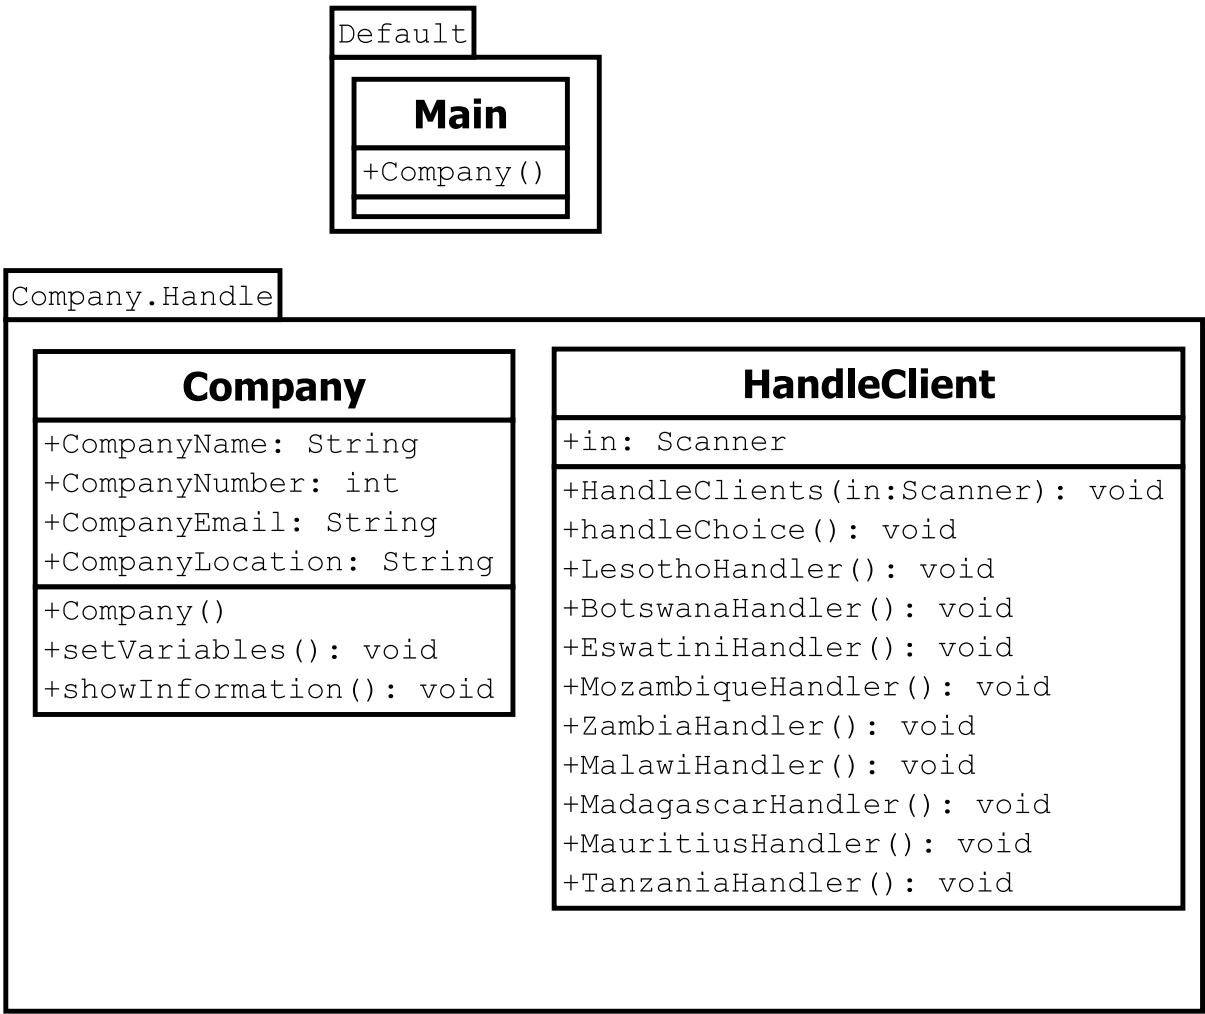 Default
Main
+Company()
Company.Handle
Company
+CompanyName: String
+CompanyNumber: int
+CompanyEmail: String
+CompanyLocation: String
+Company()
+setVariables(): void
+showInformation(): void
HandleClient
+in: Scanner
+HandleClients(in:Scanner): void
+handleChoice(): void
+LesothoHandler(): void
+BotswanaHandler(): void
+EswatiniHandler(): void
+MozambiqueHandler(): void
+ZambiaHandler(): void
+MalawiHandler(): void
+MadagascarHandler(): void
+MauritiusHandler(): void
+TanzaniaHandler(): void